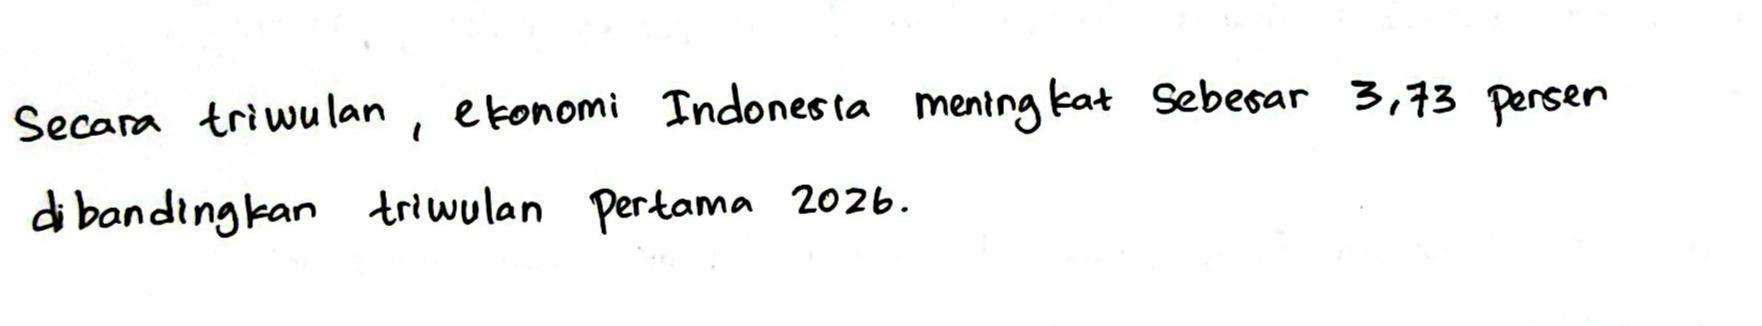 Secara triwulan, ekonomi Indonesia meningkat sebesar 3,73 persen
dibandingkan triwulan pertama 2026.